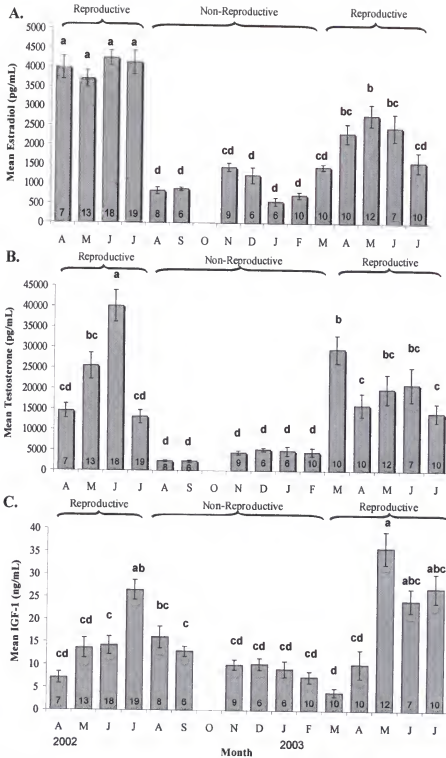 A. Reproductive Non-Reproductive Reproductive
Mean Estradiol (pg/mL)
5000
4500
4000
3500
3000
2500
2000
1500
1000
500
0
a a a a d d cd d d d cd bc b bc cd
7 13 18 19 8 6 9 6 6 10 10 10 12 7 10
A M J J A S O N D J F M A M J J
B. Reproductive Non-Reproductive Reproductive
Mean Testosterone (pg/mL)
45000
40000
35000
30000
25000
20000
15000
10000
5000
0
cd bc a cd d d d d d d b c bc bc c
7 13 18 19 8 6 9 6 6 10 10 10 12 7 10
A M J J A S O N D J F M A M J J
C. Reproductive Non-Reproductive Reproductive
Mean IGF-1 (ng/mL)
40
35
30
25
20
15
10
5
0
cd cd c ab bc c cd cd cd cd d cd a abc abc
7 13 18 19 8 6 9 6 6 10 10 10 12 7 10
A M J J A S O N D J F M A M J J
2002 2003
Month